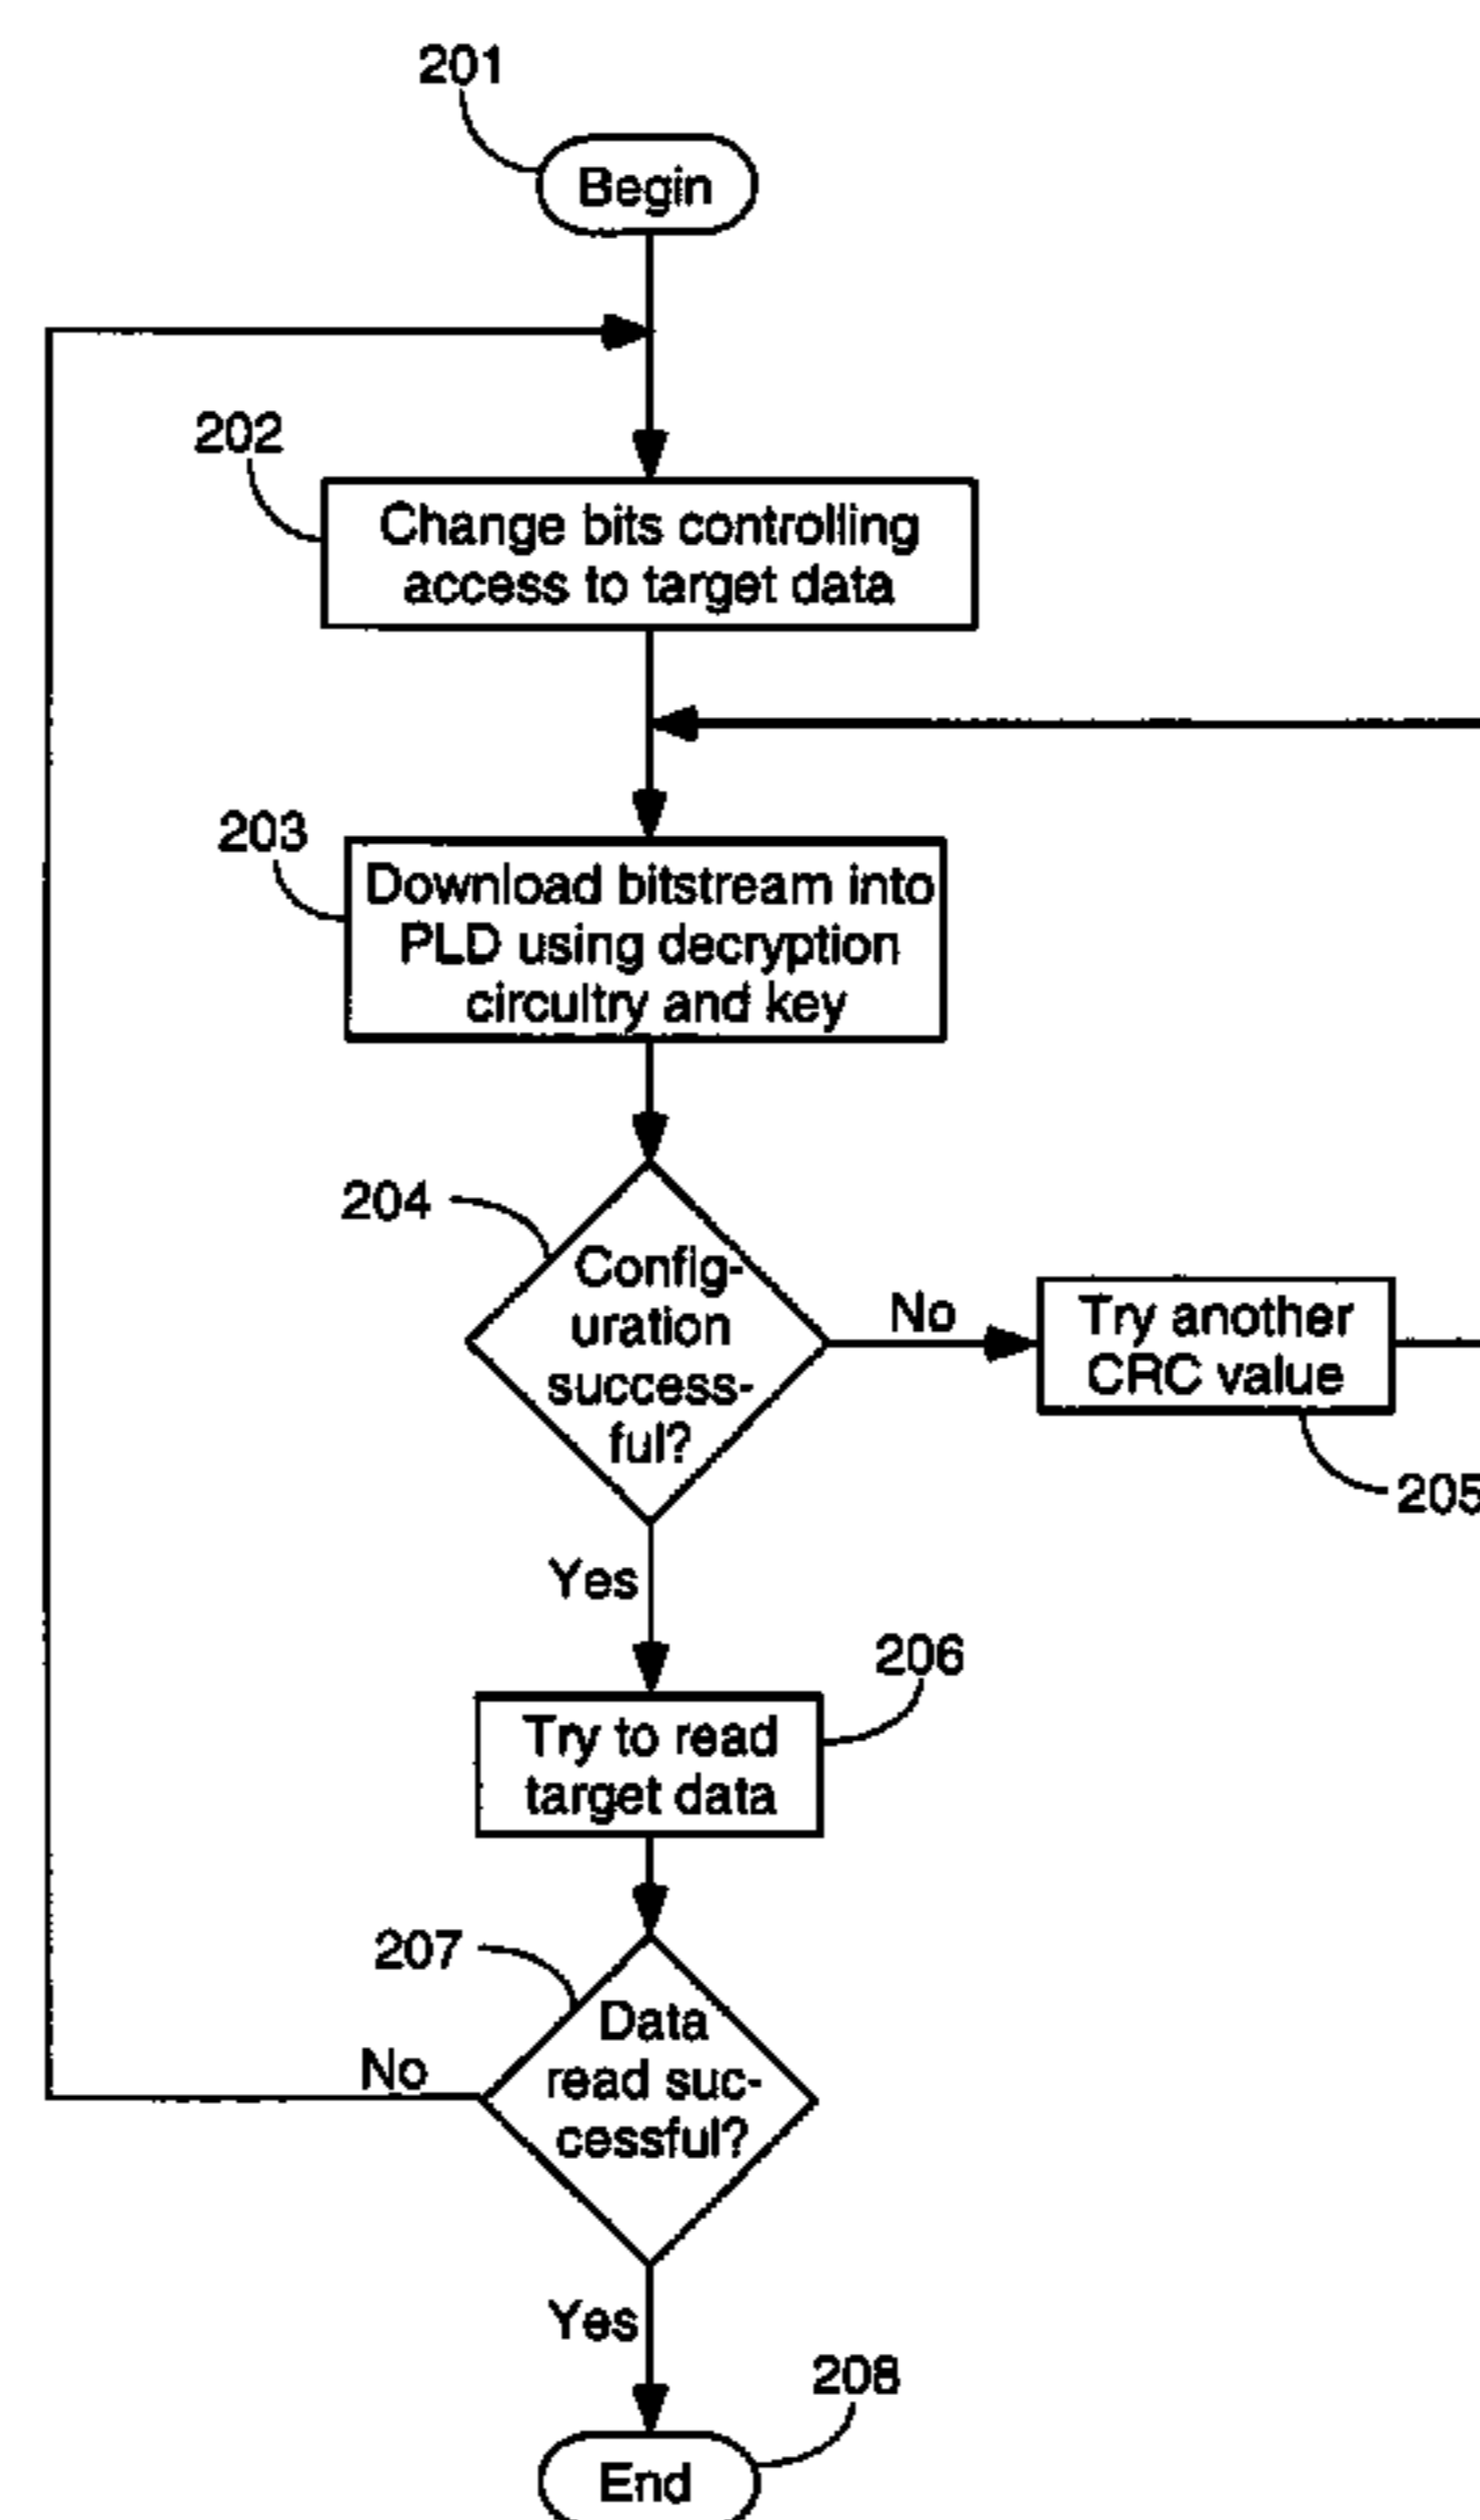 201
Begin
202
Change bits controlling
access to target data
203
Download bitstream into
PLD using decryption
circuitry and key
204
Config-
uration
success-
ful?
No
Try another
CRC value
205
Yes
206
Try to read
target data
207
Data
read suc-
cessful?
No
Yes
208
End